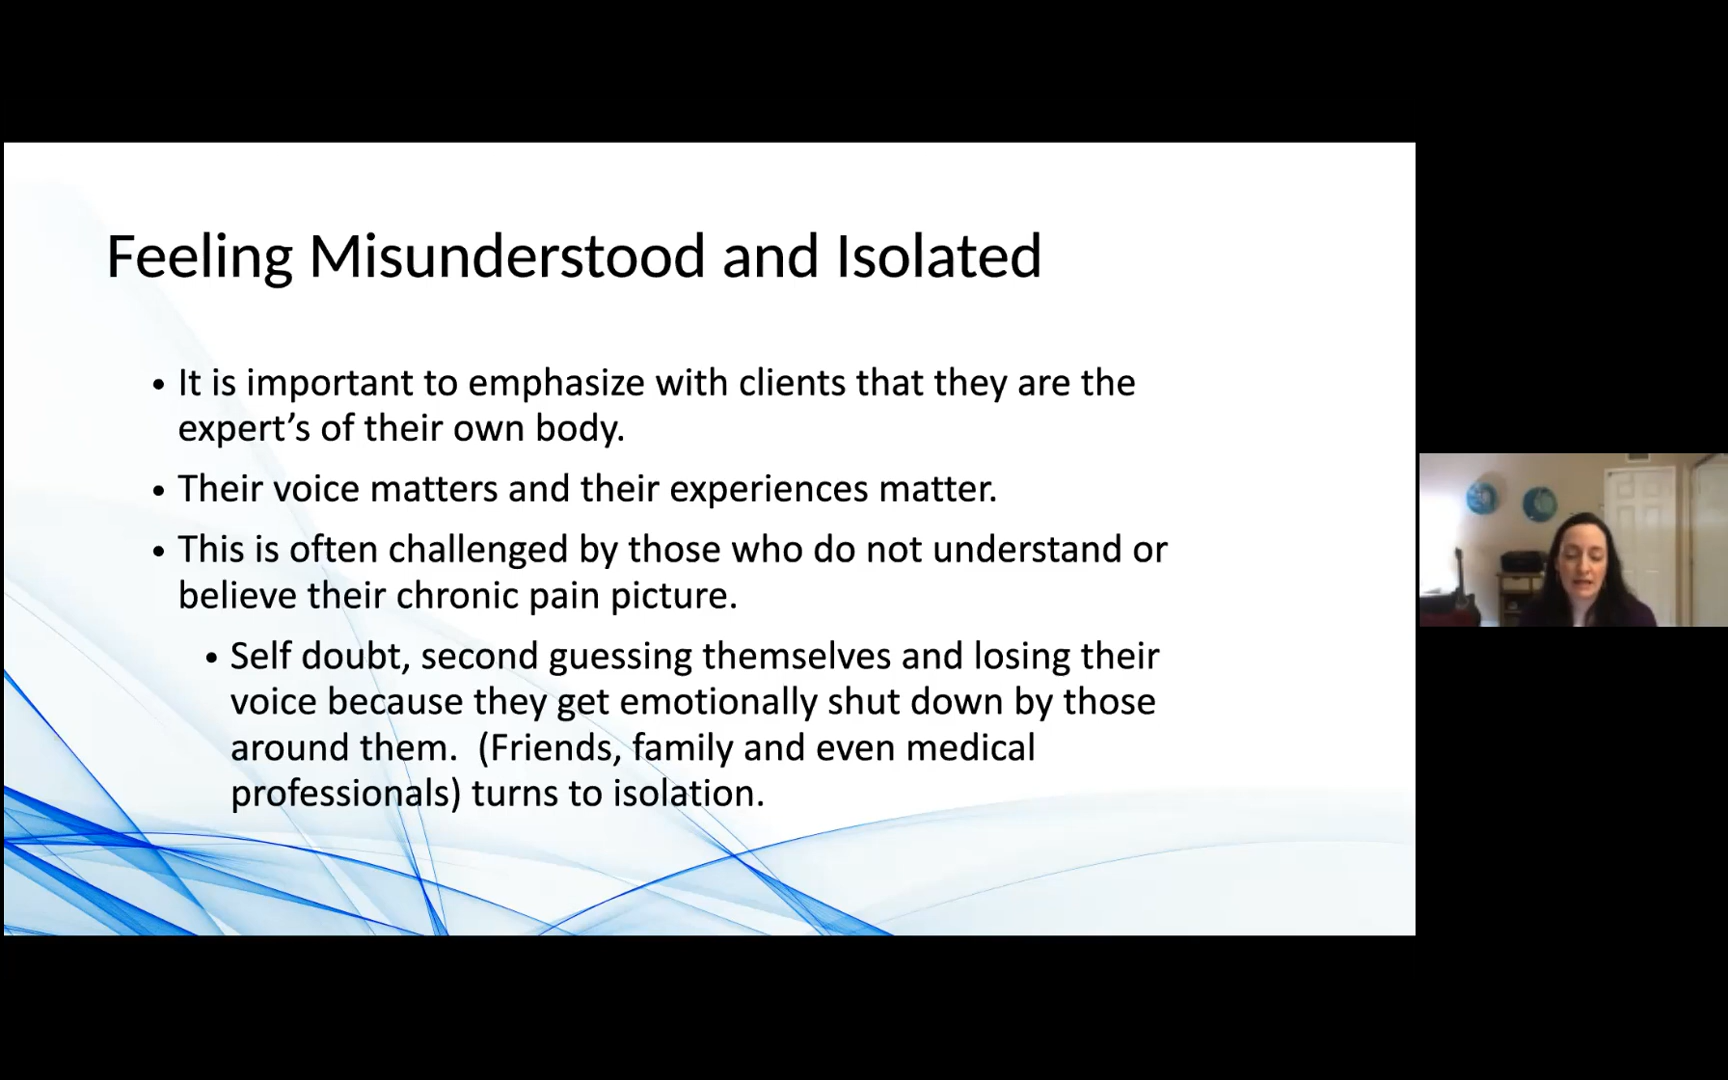 Feeling Misunderstood and Isolated
• It is important to emphasize with clients that they are the
expert’s of their own body.
• Their voice matters and their experiences matter.
• This is often challenged by those who do not understand or
believe their chronic pain picture.
• Self doubt, second guessing themselves and losing their
voice because they get emotionally shut down by those
around them.  (Friends, family and even medical
professionals) turns to isolation.